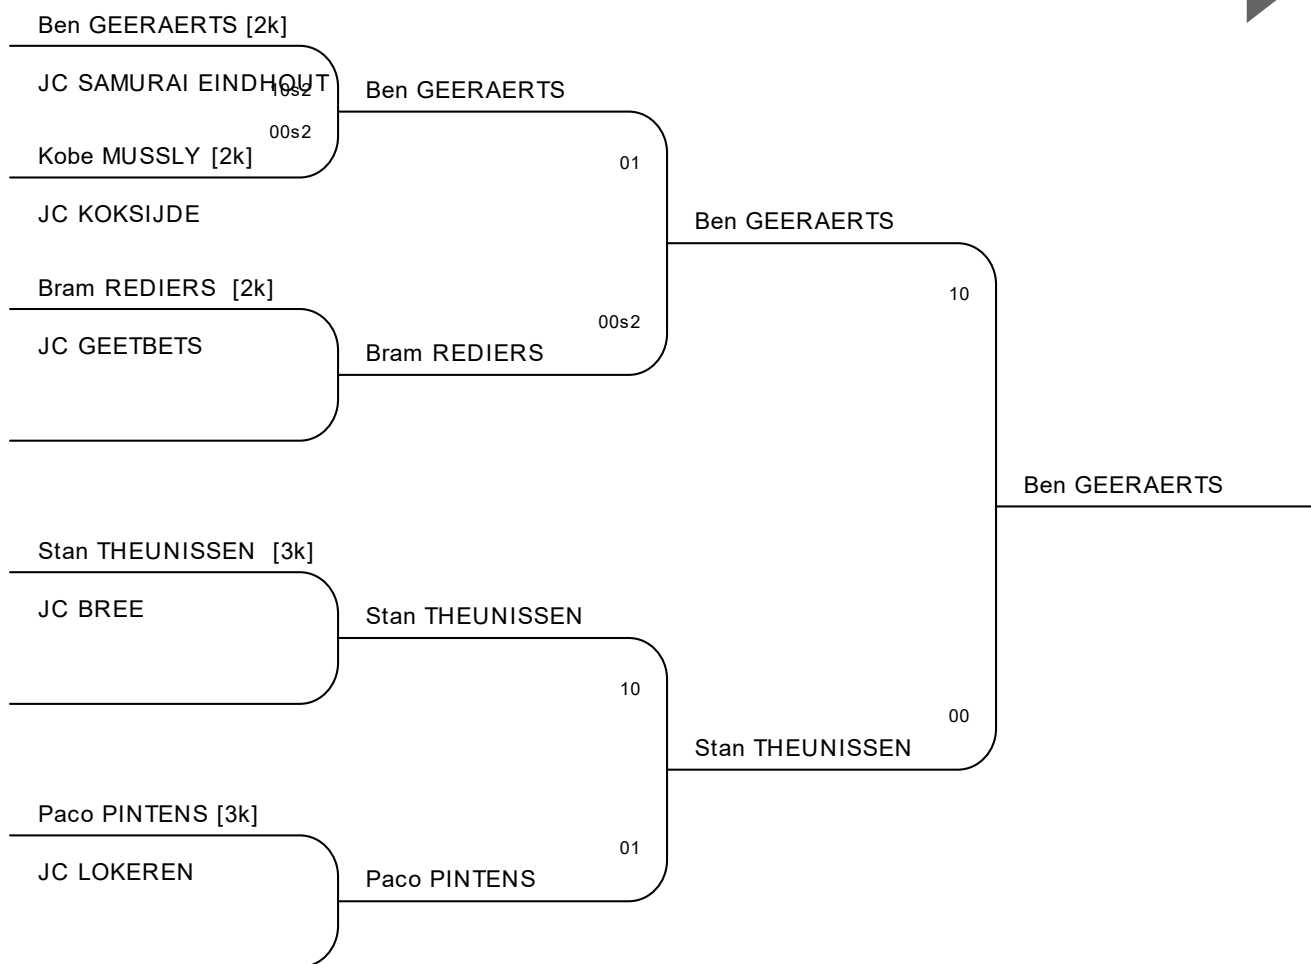 Ben GEERAERTS [2k]
JC SAMURAI EINDHOUT
10s2
Ben GEERAERTS
00s2
Kobe MUSSLY [2k]
01
JC KOKSIJDE
Ben GEERAERTS
Bram REDIERS [2k]
10
00s2
JC GEETBETS
Bram REDIERS
Ben GEERAERTS
Stan THEUNISSEN [3k]
JC BREE
Stan THEUNISSEN
10
00
Stan THEUNISSEN
Paco PINTENS [3k]
01
JC LOKEREN
Paco PINTENS